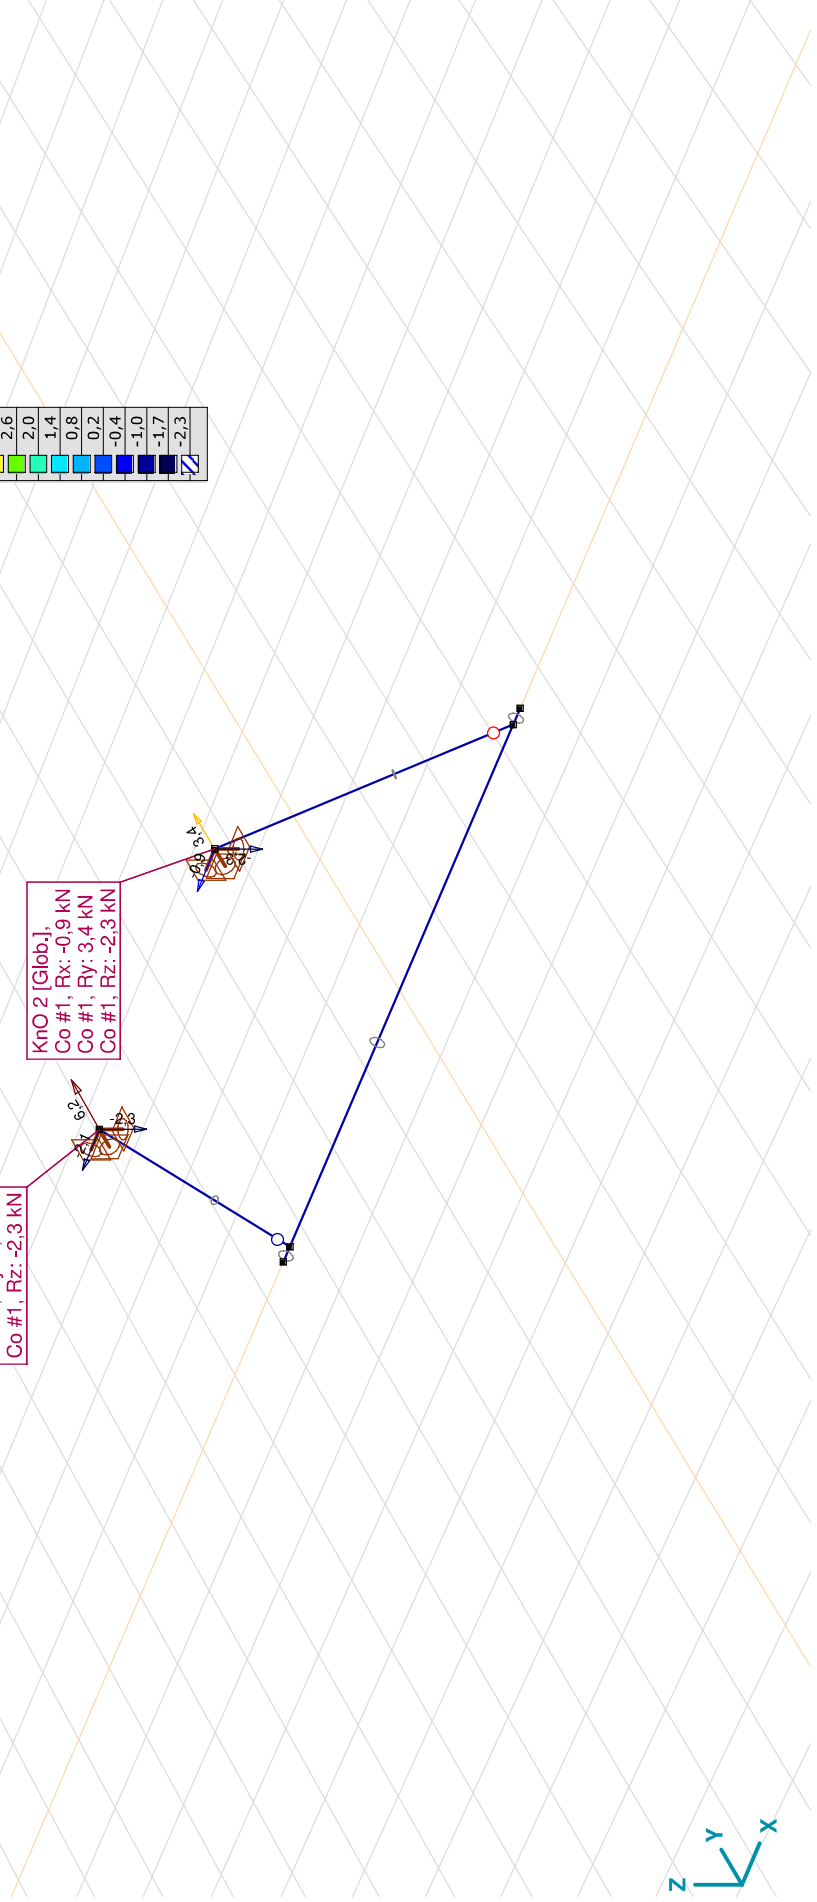 2,6
2,0
1,4
0,8
0,2
-0,4
-1,0
-1,7
-2,3
3,4
KnO 2 [Glob.],
Co #1, Rx: -0,9 kN
Co #1, Ry: 3,4 kN
Co #1, Rz: -2,3 kN
6,2
-2,3
Co #1, Rz: -2,3 kN
Z
Y
X